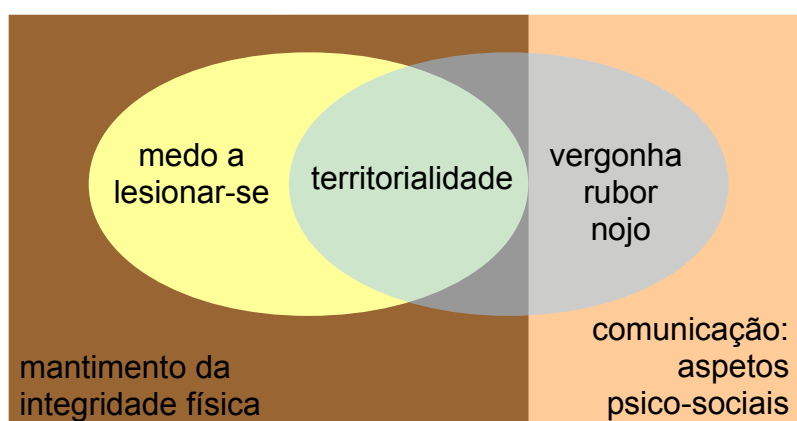 medo a
lesionar-se
territorialidade
vergonha
rubor
nojo
mantimento da
integridade física
comunicação:
aspetos
psico-sociais